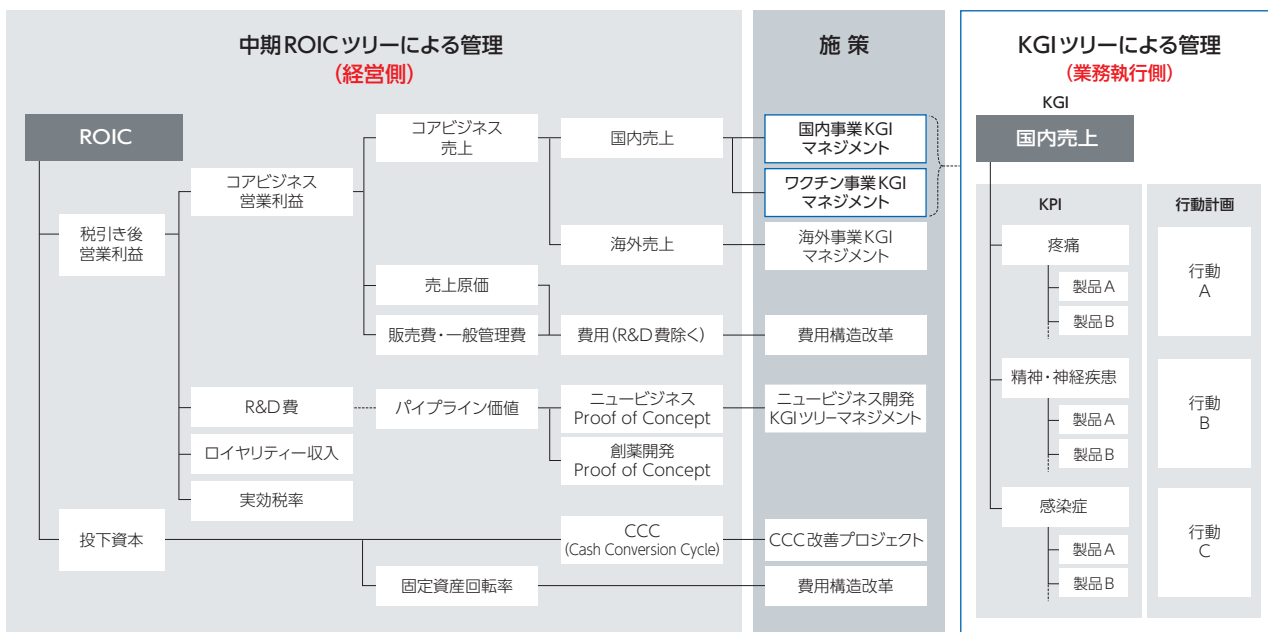 中期ROICツリーによる管理
(経営側)
ROIC
税引き後
営業利益
投下資本
コアビジネス
営業利益
R&D費
ロイヤリティー収入
実効税率
コアビジネス
売上
売上原価
販売費・一般管理費
パイプライン価値
固定資産回転率
国内売上
海外売上
費用(R&D費除く)
ニュービジネス
Proof of Concept
創薬開発
Proof of Concept
CCC
(Cash Conversion Cycle)
施策
国内事業KGI
マネジメント
ワクチン事業KGI
マネジメント
海外事業KGI
マネジメント
費用構造改革
ニュービジネス開発
KGIツリーマネジメント
CCC改善プロジェクト
費用構造改革
KGIツリーによる管理
(業務執行側)
KGI
国内売上
KPI
疼痛
製品A
製品B
精神・神経疾患
製品A
製品B
感染症
製品A
製品B
行動計画
行動
A
行動
B
行動
C